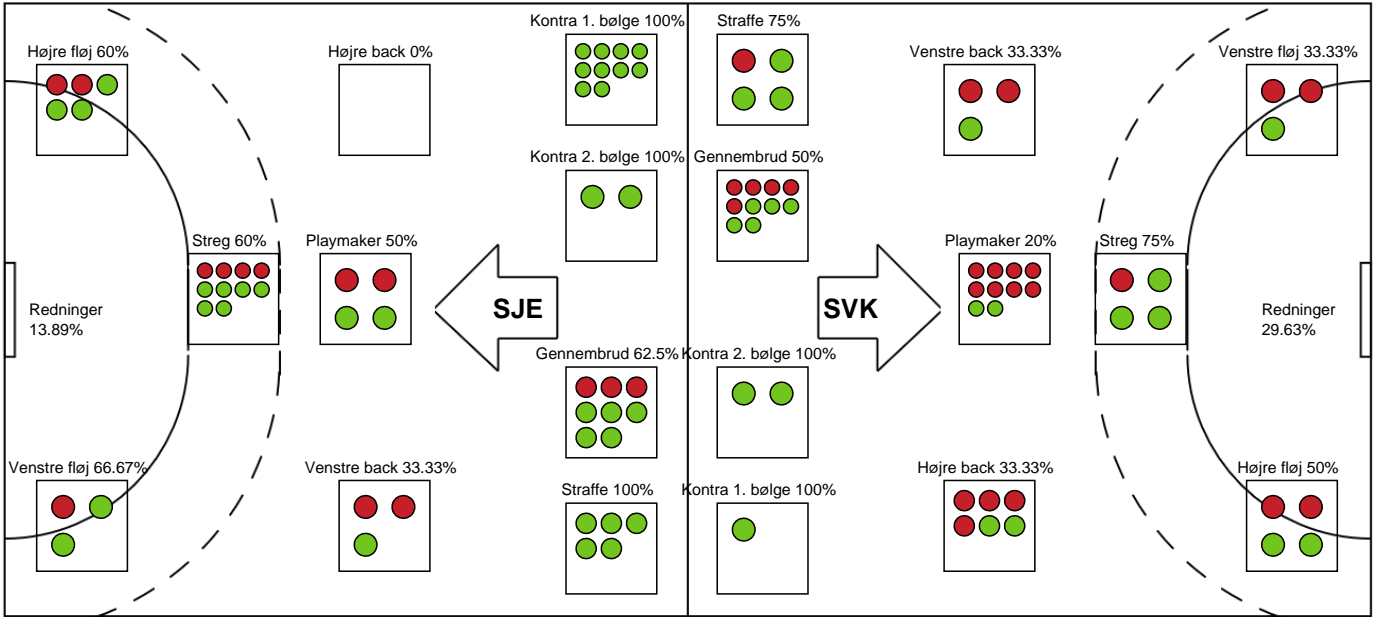 Kontra 1. bølge 100%
Straffe 75%
Højre fløj 60%
Højre back 0%
Venstre back 33.33%
Venstre fløj 33.33%
Kontra 2. bølge 100%
Gennembrud 50%
Streg 60%
Playmaker 50%
Playmaker 20%
Streg 75%
Redninger
13.89%
SJE
SVK
Redninger
29.63%
Gennembrud 62.5%
Kontra 2. bølge 100%
Venstre fløj 66.67%
Venstre back 33.33%
Straffe 100%
Kontra 1. bølge 100%
Højre back 33.33%
Højre fløj 50%